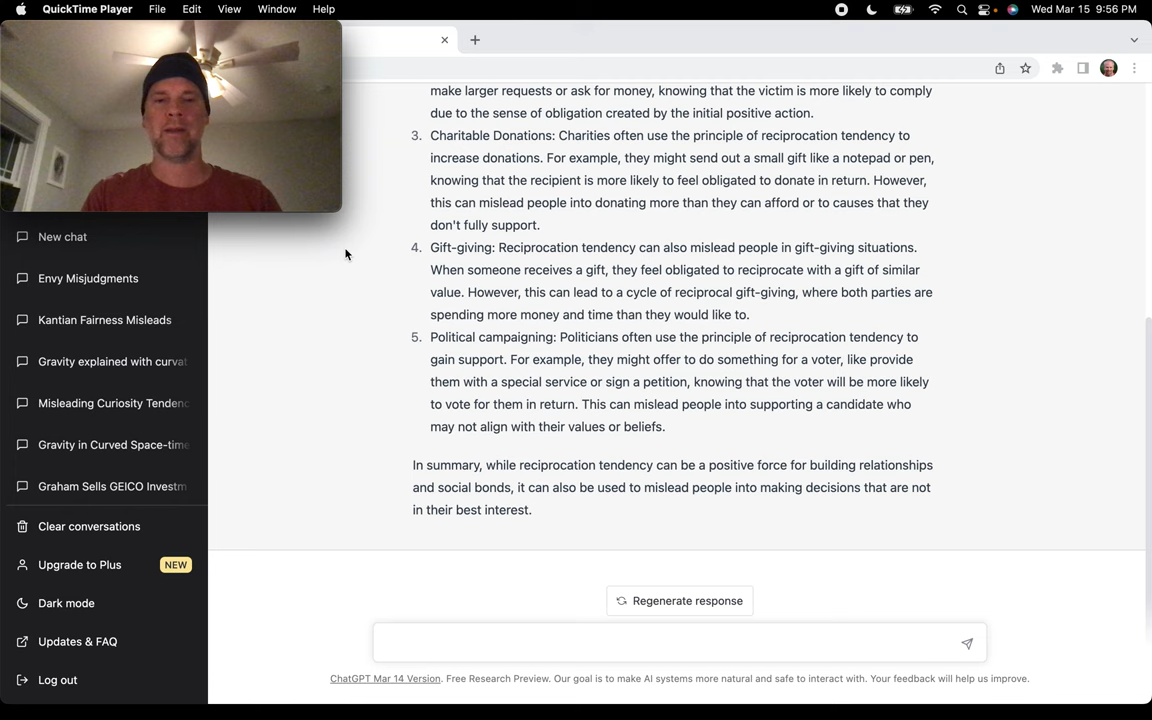 QuickTime Player File Edit View Window Help Wed Mar 15 9:56 PM
make larger requests or ask for money, knowing that the victim is more likely to comply
due to the sense of obligation created by the initial positive action.
3. Charitable Donations: Charities often use the principle of reciprocation tendency to
increase donations. For example, they might send out a small gift like a notepad or pen,
knowing that the recipient is more likely to feel obligated to donate in return. However,
this can mislead people into donating more than they can afford or to causes that they
don't fully support.
4. Gift-giving: Reciprocation tendency can also mislead people in gift-giving situations.
When someone receives a gift, they feel obligated to reciprocate with a gift of similar
value. However, this can lead to a cycle of reciprocal gift-giving, where both parties are
spending more money and time than they would like to.
5. Political campaigning: Politicians often use the principle of reciprocation tendency to
gain support. For example, they might offer to do something for a voter, like provide
them with a special service or sign a petition, knowing that the voter will be more likely
to vote for them in return. This can mislead people into supporting a candidate who
may not align with their values or beliefs.
In summary, while reciprocation tendency can be a positive force for building relationships
and social bonds, it can also be used to mislead people into making decisions that are not
in their best interest.
New chat
Envy Misjudgments
Kantian Fairness Misleads
Gravity explained with curvat
Misleading Curiosity Tendenc
Gravity in Curved Space-time
Graham Sells GEICO Investm
Clear conversations
Upgrade to Plus NEW
Dark mode
Updates & FAQ
Log out
Regenerate response
ChatGPT Mar 14 Version. Free Research Preview. Our goal is to make AI systems more natural and safe to interact with. Your feedback will help us improve.